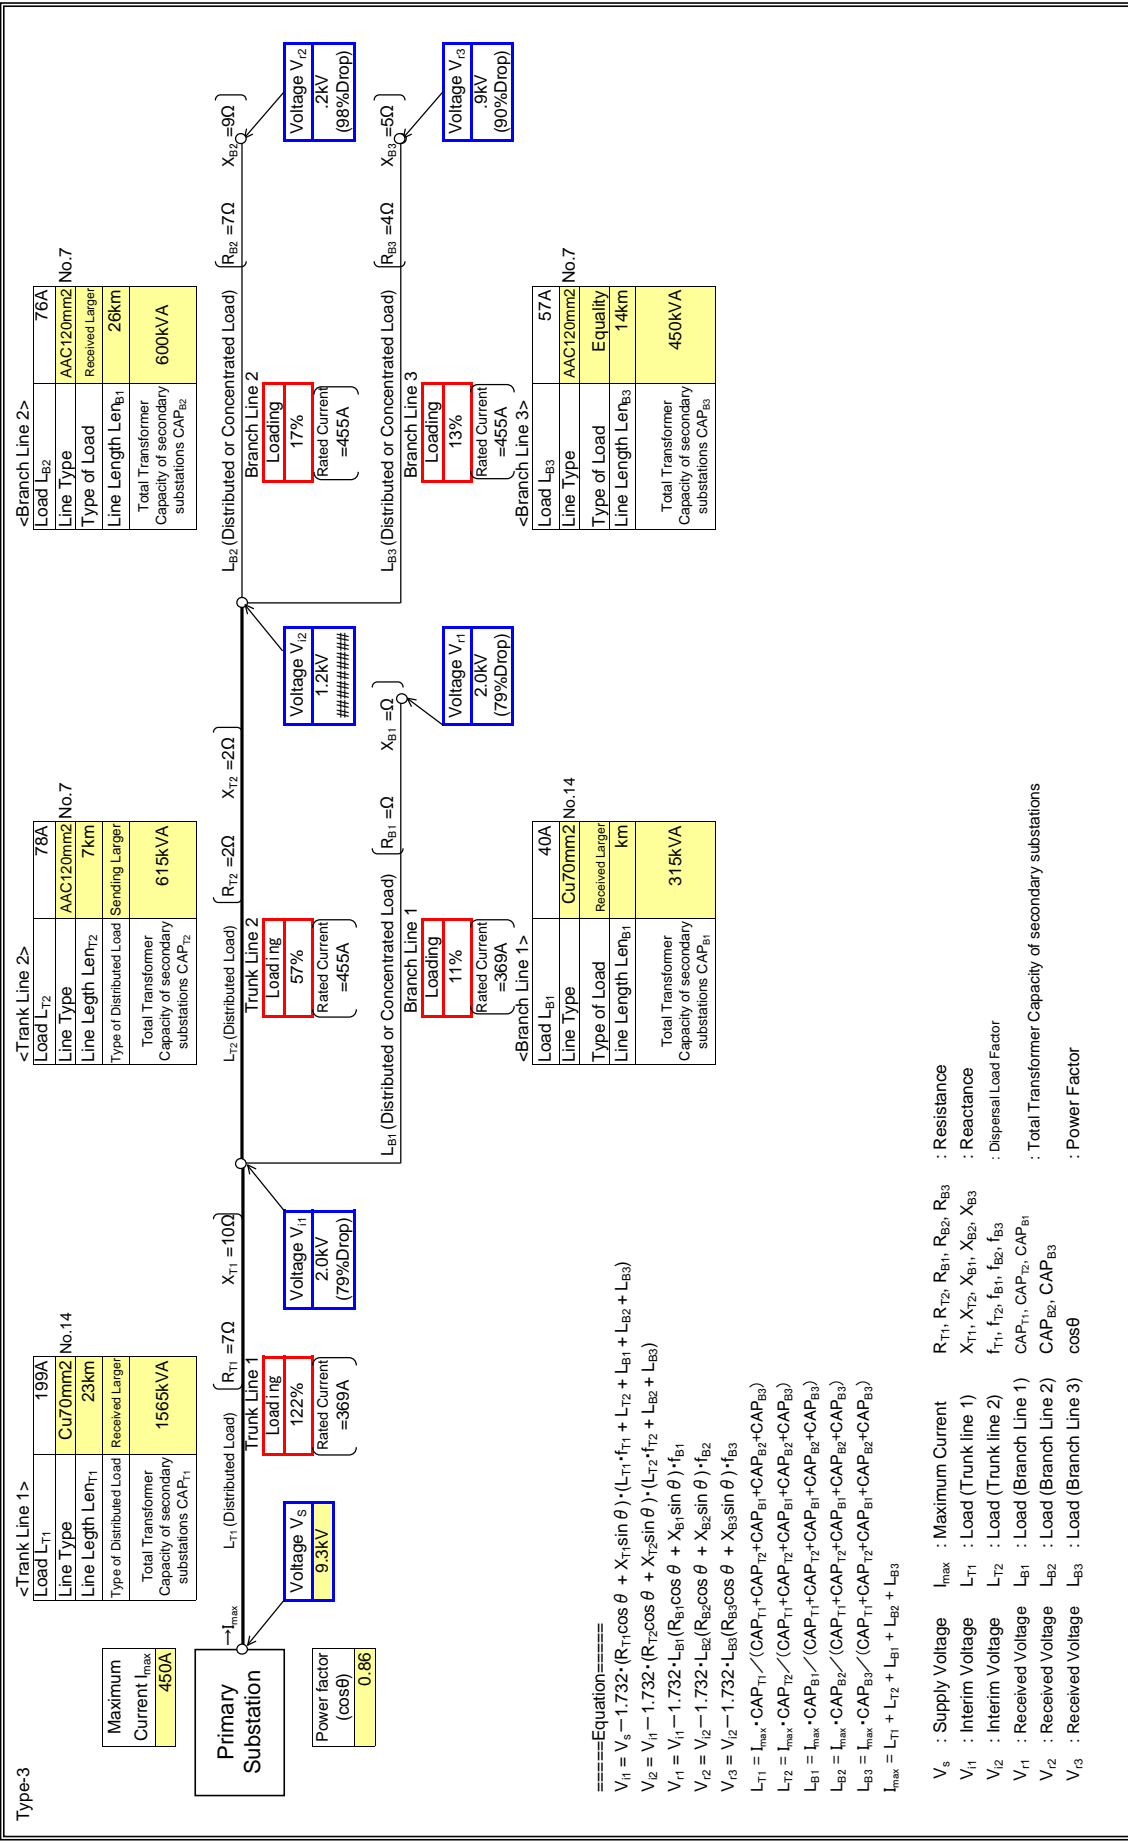 Type-3
Maximum
Current Imax
450A
Primary
Substation
Power factor
(cosθ)
0.86
→Imax
Voltage VS
9.3kV
<Trank Line 1>
Load LT1 199A
Line Type Cu70mm2 No.14
Line Legth LenT1 23km
Type of Distributed Load Received Larger
Total Transformer
Capacity of secondary
substations CAPT1
1565kVA
LT1 (Distributed Load) RT1 =7Ω XT1 =10Ω
Trunk Line 1
Loading
122%
Rated Current
=369A
Voltage Vi1
2.0kV
(79%Drop)
<Trank Line 2>
Load LT2 78A
Line Type AAC120mm2 No.7
Line Legth LenT2 7km
Type of Distributed Load Sending Larger
Total Transformer
Capacity of secondary
substations CAPT2
615kVA
LT2 (Distributed Load) RT2 =2Ω XT2 =2Ω
Trunk Line 2
Loading
57%
Rated Current
=455A
Voltage Vi2
1.2kV
#########
LB1 (Distributed or Concentrated Load) RB1 =Ω XB1 =Ω
Branch Line 1
Loading
11%
Rated Current
=369A
Voltage Vr1
2.0kV
(79%Drop)
<Branch Line 1>
Load LB1 40A
Line Type Cu70mm2 No.14
Type of Load Received Larger
Line Length LenB1 km
Total Transformer
Capacity of secondary
substations CAPB1
315kVA
<Branch Line 2>
Load LB2 76A
Line Type AAC120mm2 No.7
Type of Load Received Larger
Line Length LenB1 26km
Total Transformer
Capacity of secondary
substations CAPB2
600kVA
LB2 (Distributed or Concentrated Load) RB2 =7Ω XB2 =9Ω
Branch Line 2
Loading
17%
Rated Current
=455A
Voltage Vr2
.2kV
(98%Drop)
LB3 (Distributed or Concentrated Load) RB3 =4Ω XB3 =5Ω
Branch Line 3
Loading
13%
Rated Current
=455A
Voltage Vr3
.9kV
(90%Drop)
<Branch Line 3>
Load LB3 57A
Line Type AAC120mm2 No.7
Type of Load Equality
Line Length LenB3 14km
Total Transformer
Capacity of secondary
substations CAPB3
450kVA
=====Equation=====
Vi1 = Vs−1.732・(RT1cosθ + XT1sinθ)・(LT1・fT1 + LT2 + LB1 + LB2 + LB3)
Vi2 = Vi1−1.732・(RT2cosθ + XT2sinθ)・(LT2・fT2 + LB2 + LB3)
Vr1 = Vi1−1.732・LB1(RB1cosθ + XB1sinθ)・fB1
Vr2 = Vi2−1.732・LB2(RB2cosθ + XB2sinθ)・fB2
Vr3 = Vi2−1.732・LB3(RB3cosθ + XB3sinθ)・fB3
LT1 = Imax・CAPT1／(CAPT1+CAPT2+CAPB1+CAPB2+CAPB3)
LT2 = Imax・CAPT2／(CAPT1+CAPT2+CAPB1+CAPB2+CAPB3)
LB1 = Imax・CAPB1／(CAPT1+CAPT2+CAPB1+CAPB2+CAPB3)
LB2 = Imax・CAPB2／(CAPT1+CAPT2+CAPB1+CAPB2+CAPB3)
LB3 = Imax・CAPB3／(CAPT1+CAPT2+CAPB1+CAPB2+CAPB3)
Imax = LT1 + LT2 + LB1 + LB2 + LB3
Vs : Supply Voltage Imax : Maximum Current RT1, RT2, RB1, RB2, RB3 : Resistance
Vi1 : Interim Voltage LT1 : Load (Trunk line 1) XT1, XT2, XB1, XB2, XB3 : Reactance
Vi2 : Interim Voltage LT2 : Load (Trunk line 2) fT1, fT2, fB1, fB2, fB3 : Dispersal Load Factor
Vr1 : Received Voltage LB1 : Load (Branch Line 1) CAPT1, CAPT2, CAPB1
Vr2 : Received Voltage LB2 : Load (Branch Line 2) CAPB2, CAPB3 : Total Transformer Capacity of secondary substations
Vr3 : Received Voltage LB3 : Load (Branch Line 3) cosθ : Power Factor